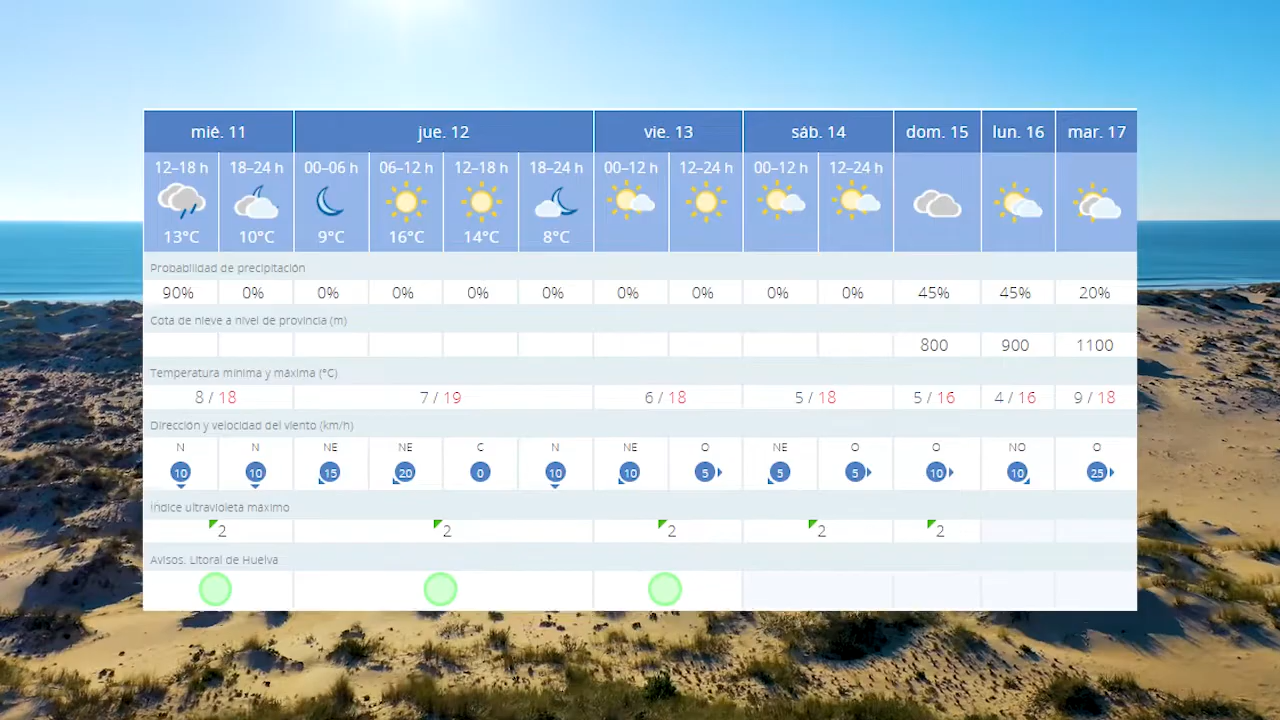 mié. 11 jue. 12 vie. 13 sáb. 14 dom. 15 lun. 16 mar. 17
12–18 h 18–24 h 00–06 h 06–12 h 12–18 h 18–24 h 00–12 h 12–24 h 00–12 h 12–24 h
13°C 10°C 9°C 16°C 14°C 8°C
Probabilidad de precipitación
90% 0% 0% 0% 0% 0% 0% 0% 0% 0% 45% 45% 20%
Cota de nieve a nivel de provincia (m)
800 900 1100
Temperatura mínima y máxima (°C)
8 / 18 7 / 19 6 / 18 5 / 18 5 / 16 4 / 16 9 / 18
Dirección y velocidad del viento (km/h)
N N NE NE C N NE O NE O O NO O
10 10 15 20 0 10 10 5 5 5 10 10 25
Índice ultravioleta máximo
2 2 2 2 2
Avisos. Litoral de Huelva